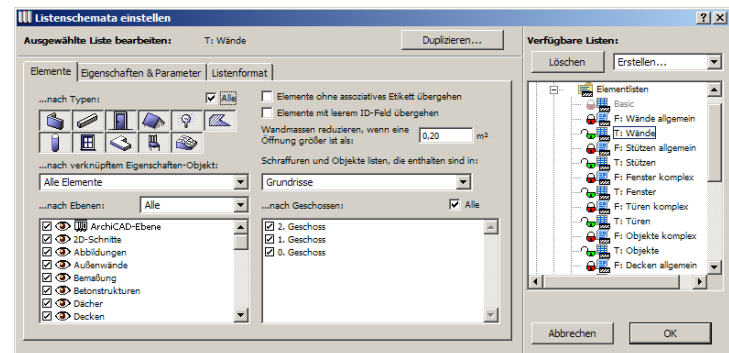 Listenschemata einstellen
Ausgewählte Liste bearbeiten: T: Wände
Duplizieren...
Elemente
Eigenschaften & Parameter
Listenformat
...nach Typen:
Alle
Elemente ohne assoziatives Etikett übergehen
Elemente mit leerem ID-Feld übergehen
Wandmassen reduzieren, wenn eine
Öffnung größer ist als:
0,20 m²
...nach verknüpftem Eigenschaften-Objekt:
Alle Elemente
Schraffuren und Objekte listen, die enthalten sind in:
Grundrisse
...nach Ebenen:
Alle
ArchiCAD-Ebene
2D-Schnitte
Abbildungen
Außenwände
Bemaßung
Betonstrukturen
Dächer
Decken
...nach Geschossen:
Alle
2. Geschoss
1. Geschoss
0. Geschoss
Verfügbare Listen:
Löschen
Erstellen...
Elementlisten
Basic
F: Wände allgemein
T: Wände
F: Stützen allgemein
T: Stützen
F: Fenster komplex
T: Fenster
F: Türen komplex
T: Türen
F: Objekte komplex
T: Objekte
F: Decken allgemein
Abbrechen
OK